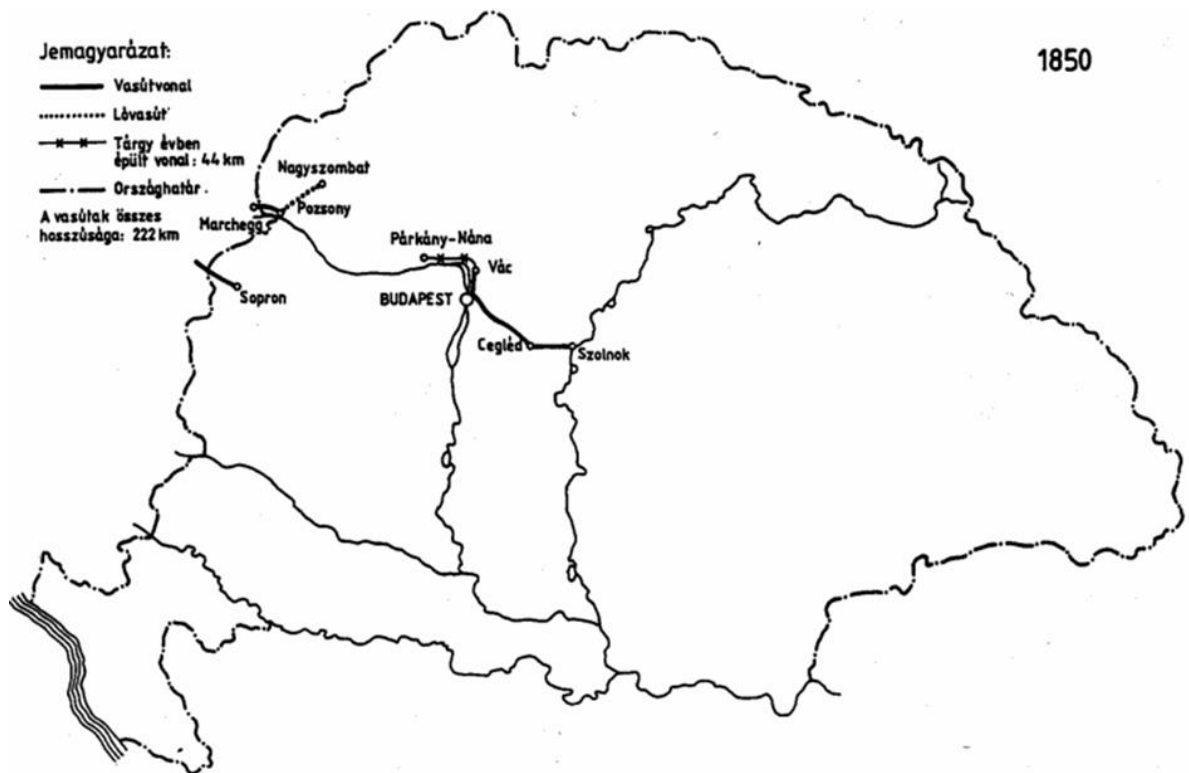 Jemagyarázat:
Vasútvonal
Lóvasút
Tárgy évben
épült vonal: 44 km
Országhatár.
A vasútak összes
hosszúsága: 222 km
1850
Nagyszombat
Pozsony
Marchegg
Párkány-Nána
Vác
Sopron
BUDAPEST
Cegléd
Szolnok